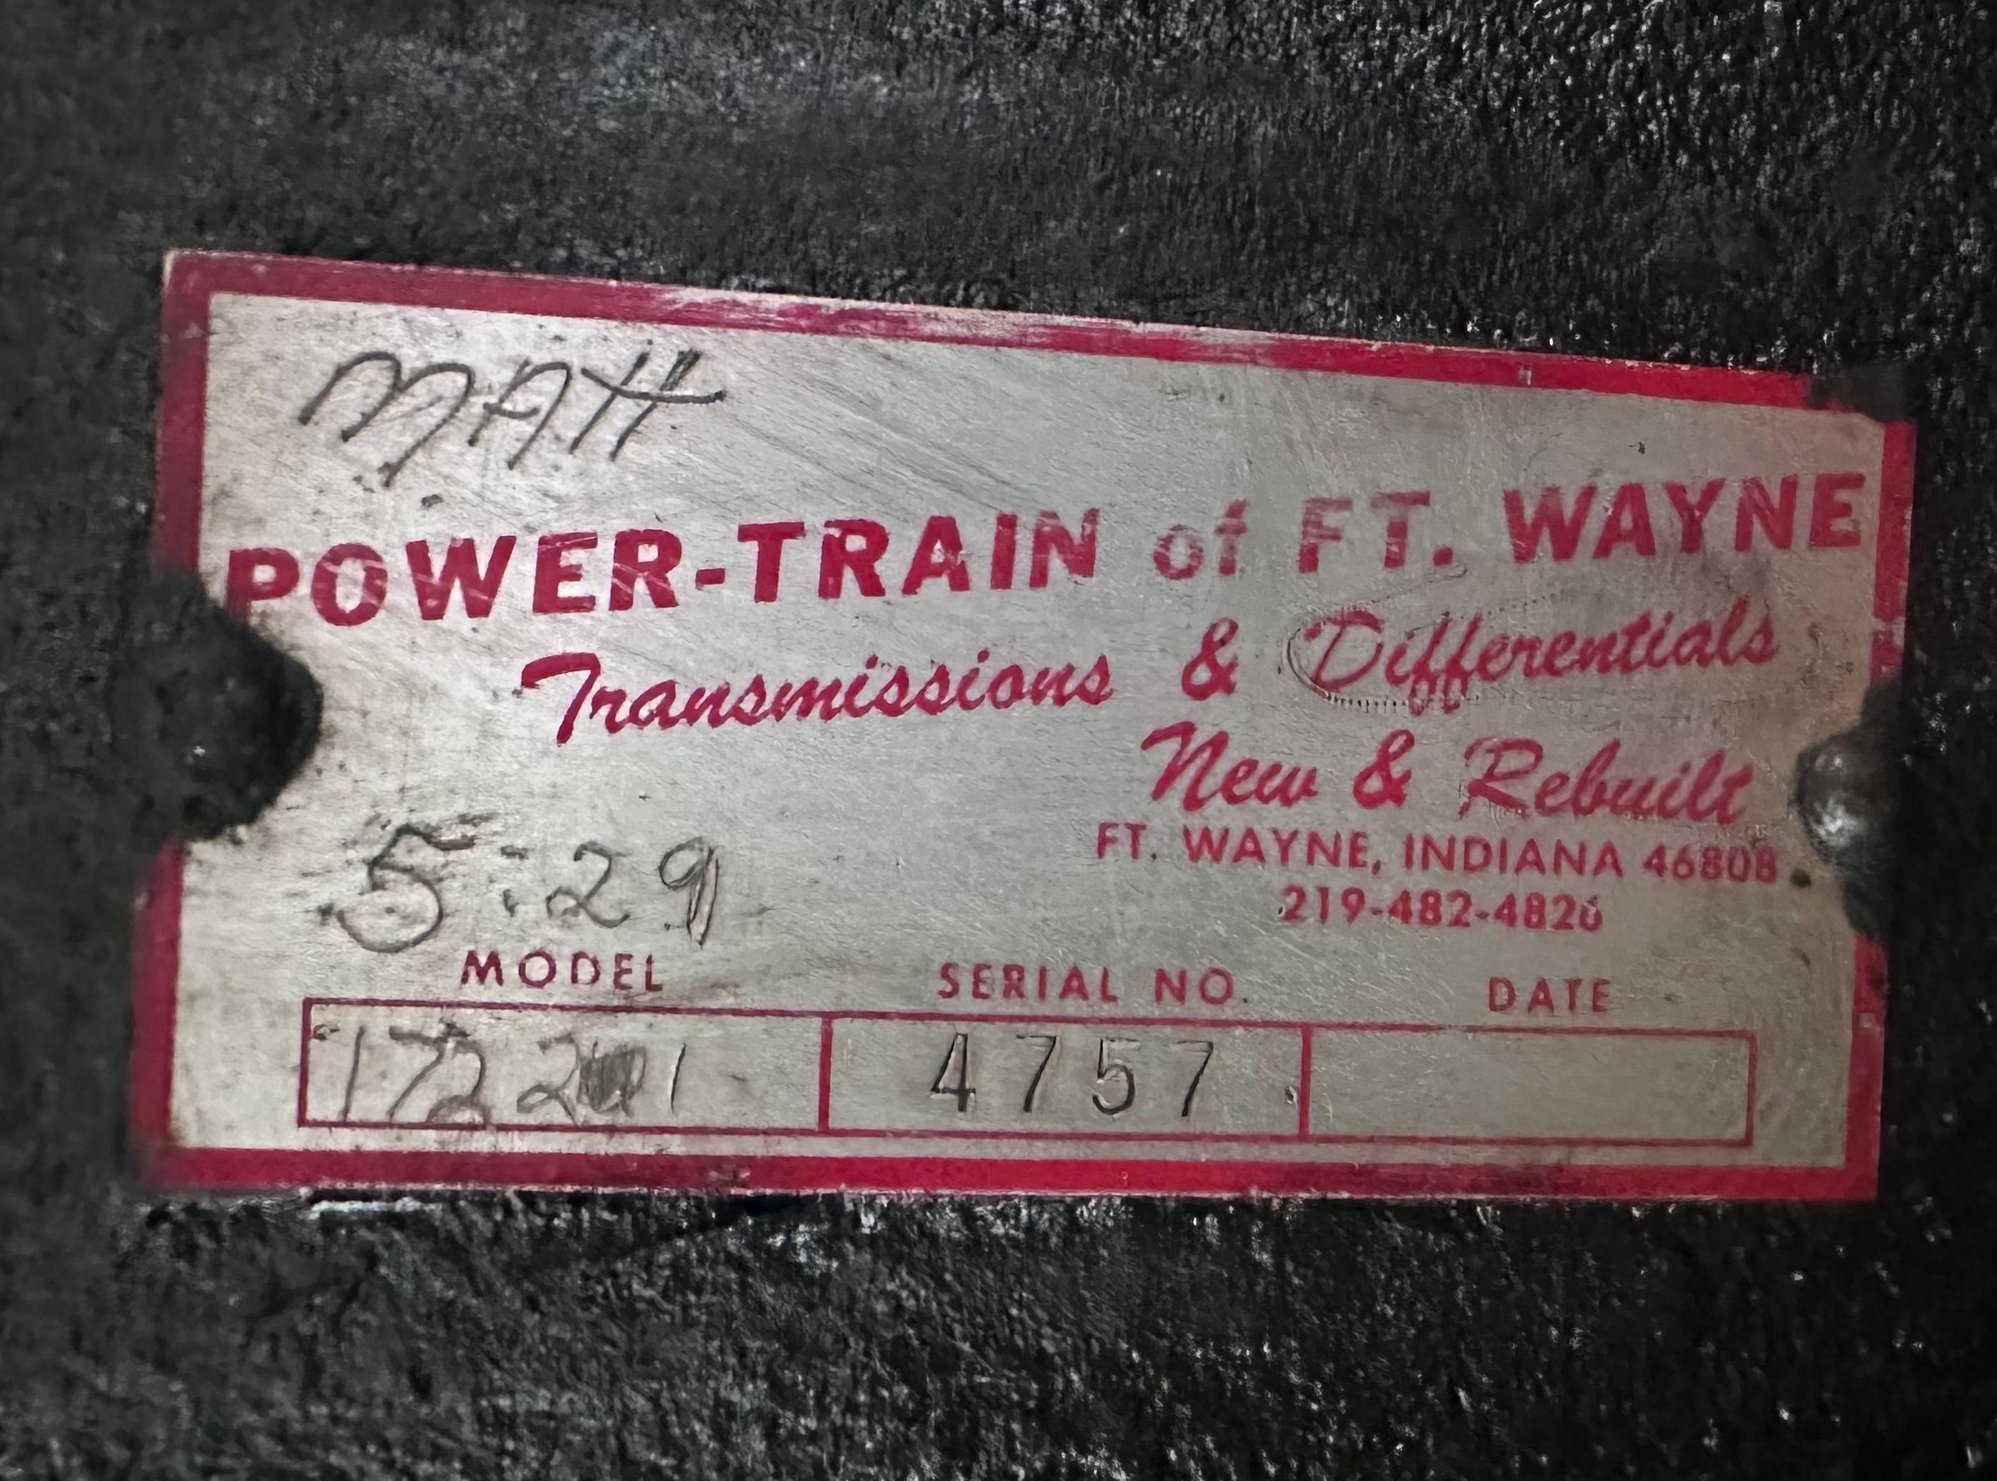 MATT
POWER-TRAIN of FT. WAYNE
Transmissions & Differentials
New & Rebuilt
FT. WAYNE, INDIANA 46808
219-482-4826
5:29
MODEL SERIAL NO. DATE
4757